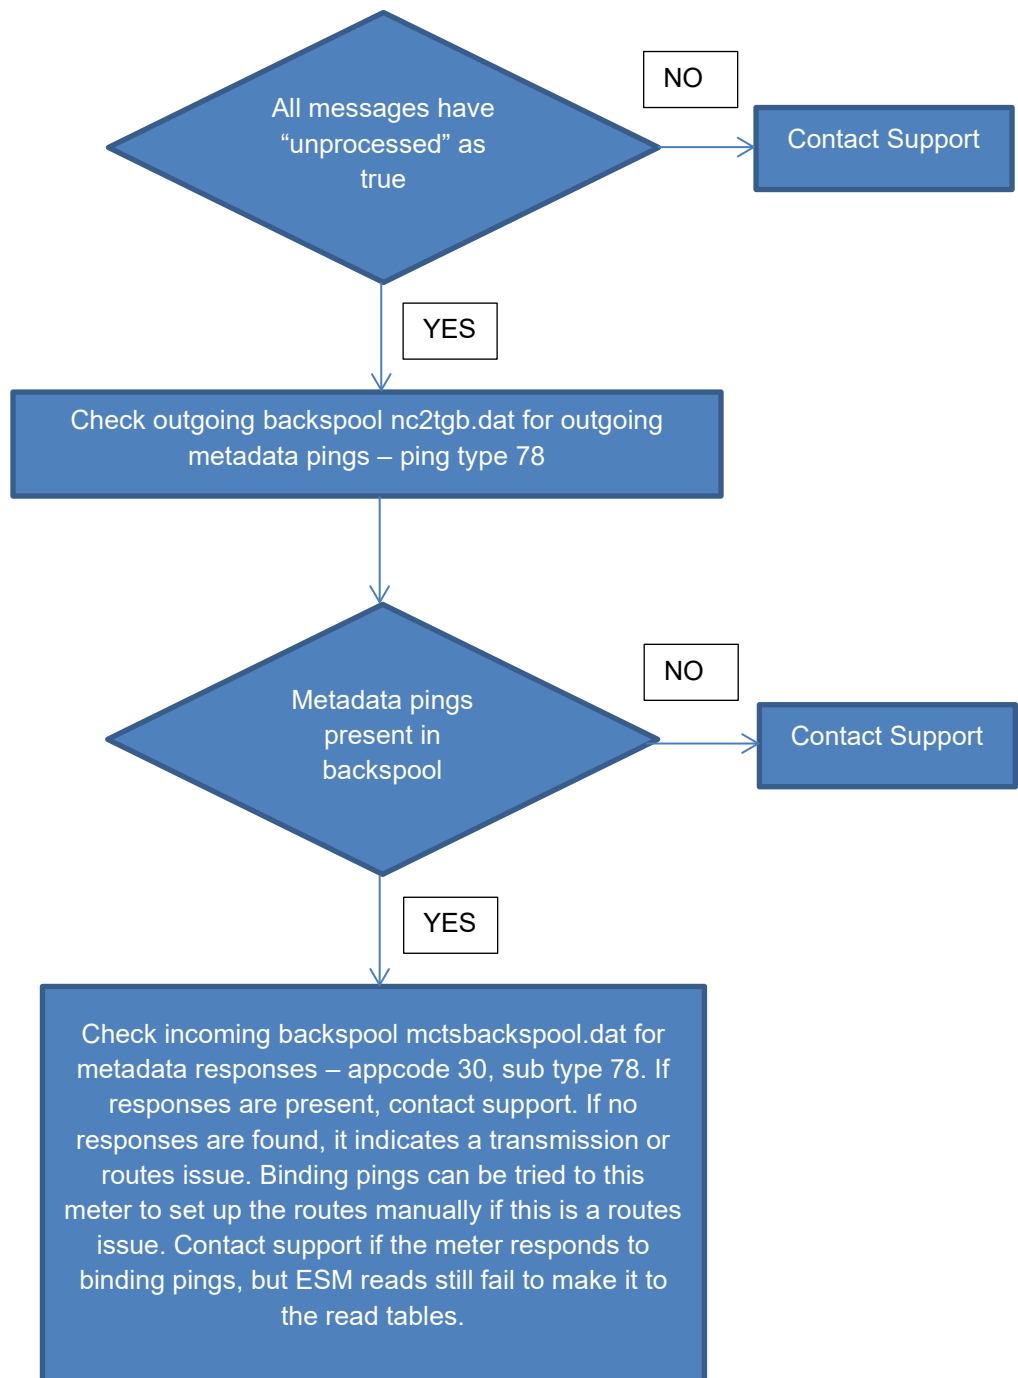 All messages have
“unprocessed” as
true
NO
Contact Support
YES
Check outgoing backspool nc2tgb.dat for outgoing
metadata pings – ping type 78
Metadata pings
present in
backspool
NO
Contact Support
YES
Check incoming backspool mctsbackspool.dat for
metadata responses – appcode 30, sub type 78. If
responses are present, contact support. If no
responses are found, it indicates a transmission or
routes issue. Binding pings can be tried to this
meter to set up the routes manually if this is a routes
issue. Contact support if the meter responds to
binding pings, but ESM reads still fail to make it to
the read tables.